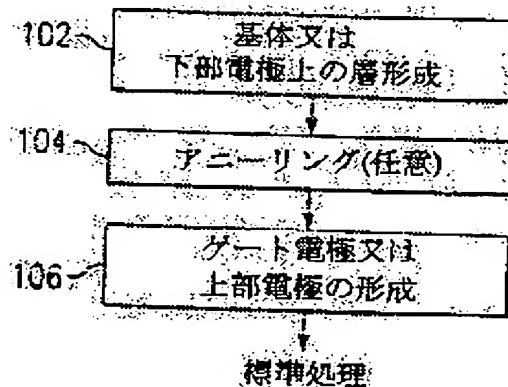 102
基体又は
下部電極上の層形成
104
アニーリング(任意)
106
ゲート電極又は
上部電極の形成
標準処理